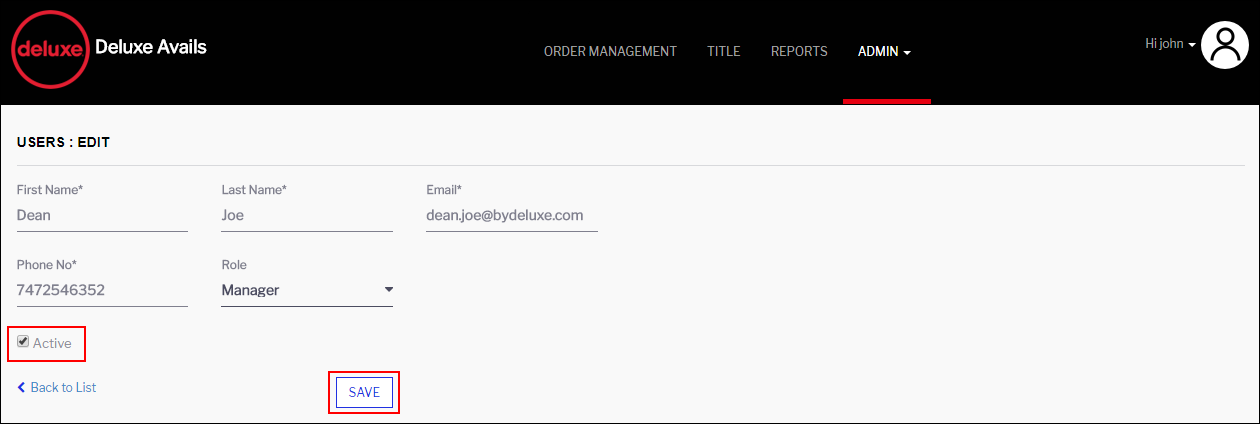 deluxe Deluxe Avails
ORDER MANAGEMENT TITLE REPORTS ADMIN Hi john
USERS : EDIT
First Name* Last Name* Email*
Dean Joe dean.joe@bydeluxe.com
Phone No* Role
7472546352 Manager
Active
Back to List SAVE